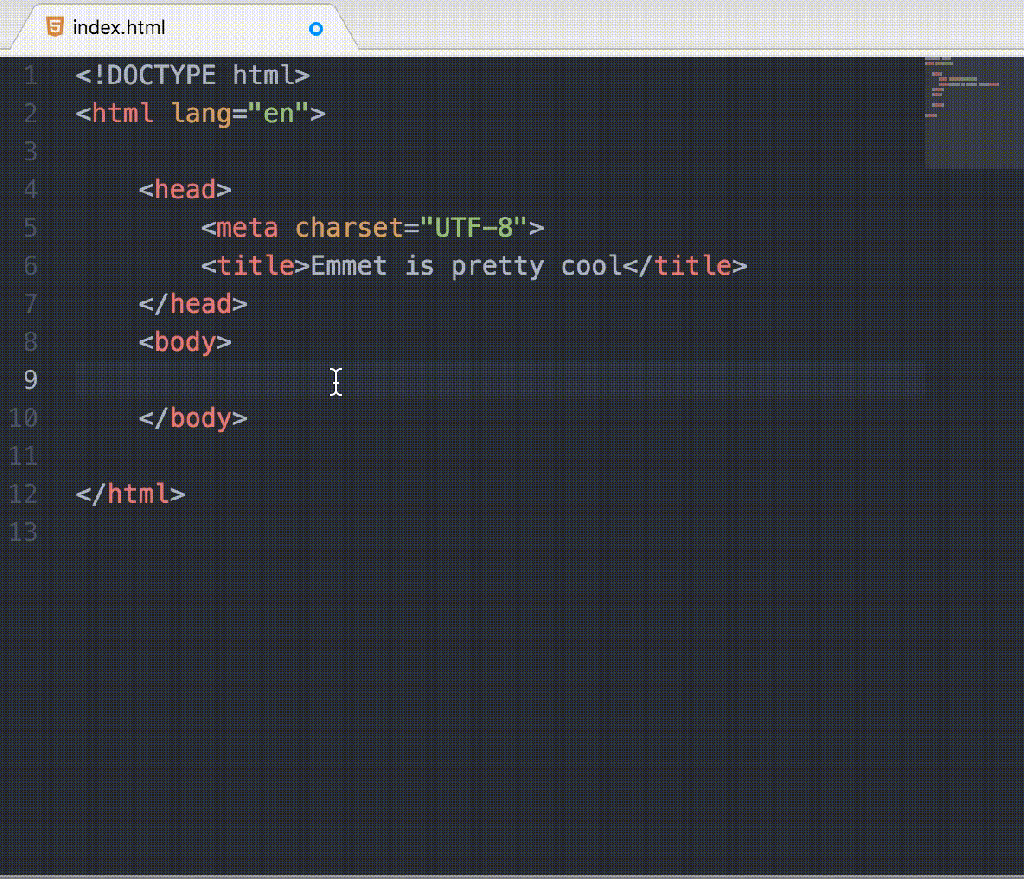 index.html
1 <!DOCTYPE html>
2 <html lang="en">
3
4 <head>
5 <meta charset="UTF-8">
6 <title>Emmet is pretty cool</title>
7 </head>
8 <body>
9
10 </body>
11
12 </html>
13